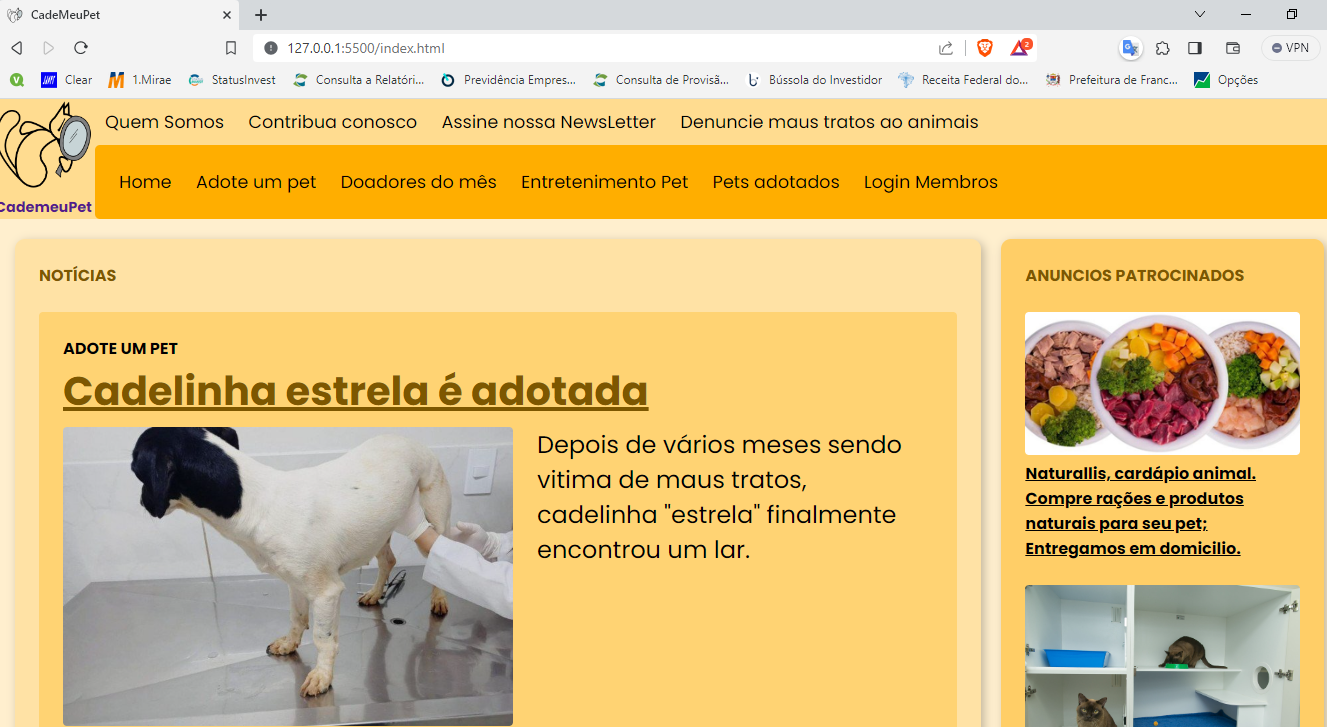 CadeMeuPet
127.0.0.1:5500/index.html
2
VPN
Clear
1.Mirae
StatusInvest
Consulta a Relatóri...
Previdência Empres...
Consulta de Provisã...
Bússola do Investidor
Receita Federal do...
Prefeitura de Franc...
Opções
Quem Somos Contribua conosco Assine nossa NewsLetter Denuncie maus tratos ao animais
Home Adote um pet Doadores do mês Entretenimento Pet Pets adotados Login Membros
CademeuPet
NOTÍCIAS
ADOTE UM PET
Cadelinha estrela é adotada
Depois de vários meses sendo
vitima de maus tratos,
cadelinha "estrela" finalmente
encontrou um lar.
ANUNCIOS PATROCINADOS
Naturallis, cardápio animal.
Compre rações e produtos
naturais para seu pet;
Entregamos em domicilio.